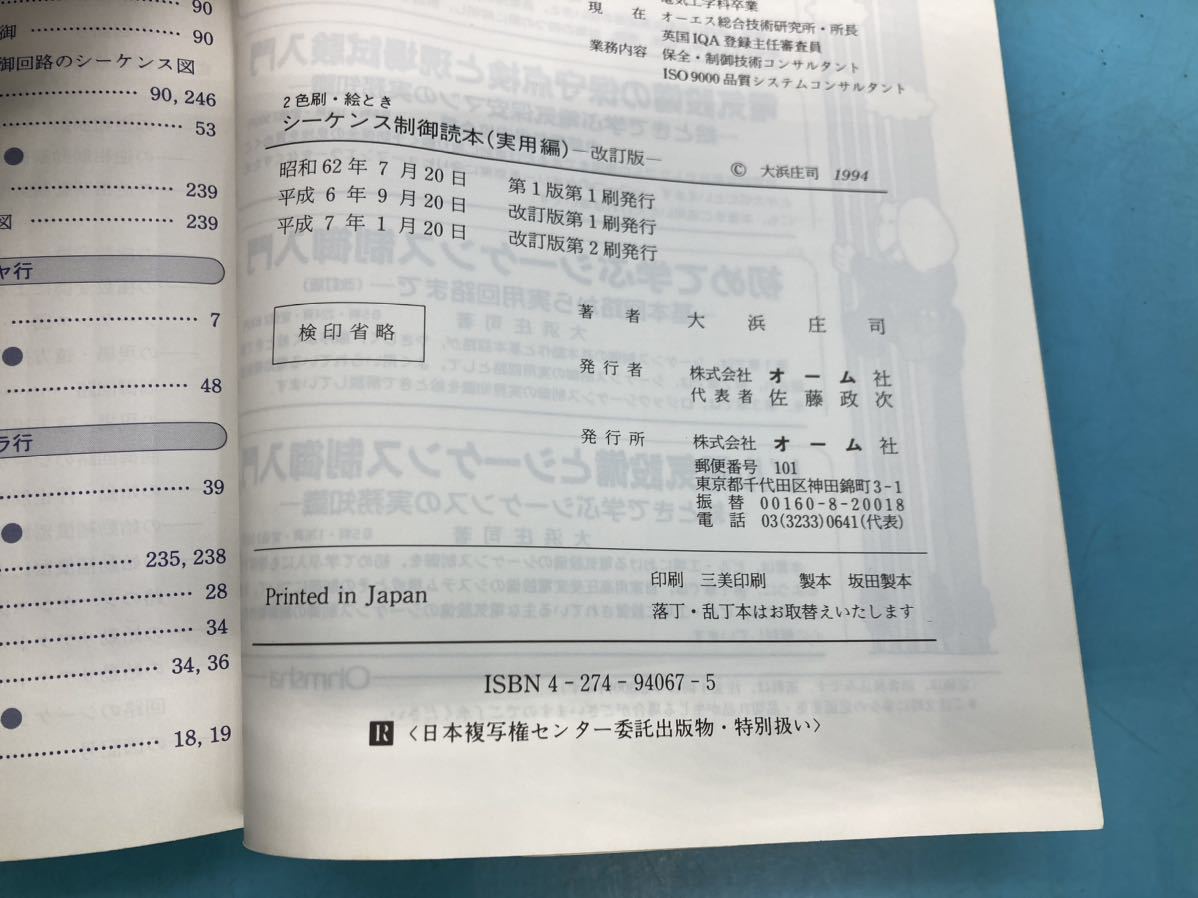 90
御 90
御回路のシーケンス図
90, 246
53
239
図 239
ヤ行
7
48
ラ行
39
235, 238
28
34
34, 36
18, 19
電気工学科卒業
現在 オーエス総合技術研究所・所長
英国IQA登録主任審査員
業務内容 保全・制御技術コンサルタント
ISO 9000品質システムコンサルタント
2色刷・絵とき
シーケンス制御読本(実用編)―改訂版―
© 大浜庄司 1994
昭和62年7月20日 第1版第1刷発行
平成6年9月20日 改訂版第1刷発行
平成7年1月20日 改訂版第2刷発行
検印省略
著者 大浜庄司
発行者 株式会社 オーム社
代表者 佐藤政次
発行所 株式会社 オーム社
郵便番号 101
東京都千代田区神田錦町3-1
振替 00160-8-20018
電話 03(3233)0641(代表)
印刷 三美印刷 製本 坂田製本
Printed in Japan
落丁・乱丁本はお取替えいたします
ISBN 4-274-94067-5
R 〈日本複写権センター委託出版物・特別扱い〉